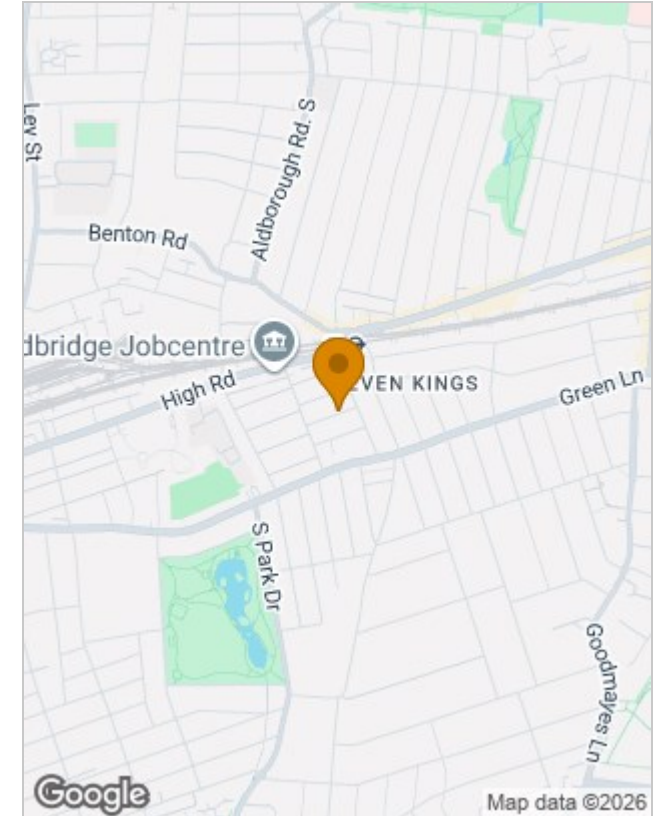 Ley St
Aldborough Rd. S
Benton Rd
dbridge Jobcentre
High Rd
EVEN KINGS
Green Ln
S Park Dr
Goodmayes Ln
Google
Map data ©2026